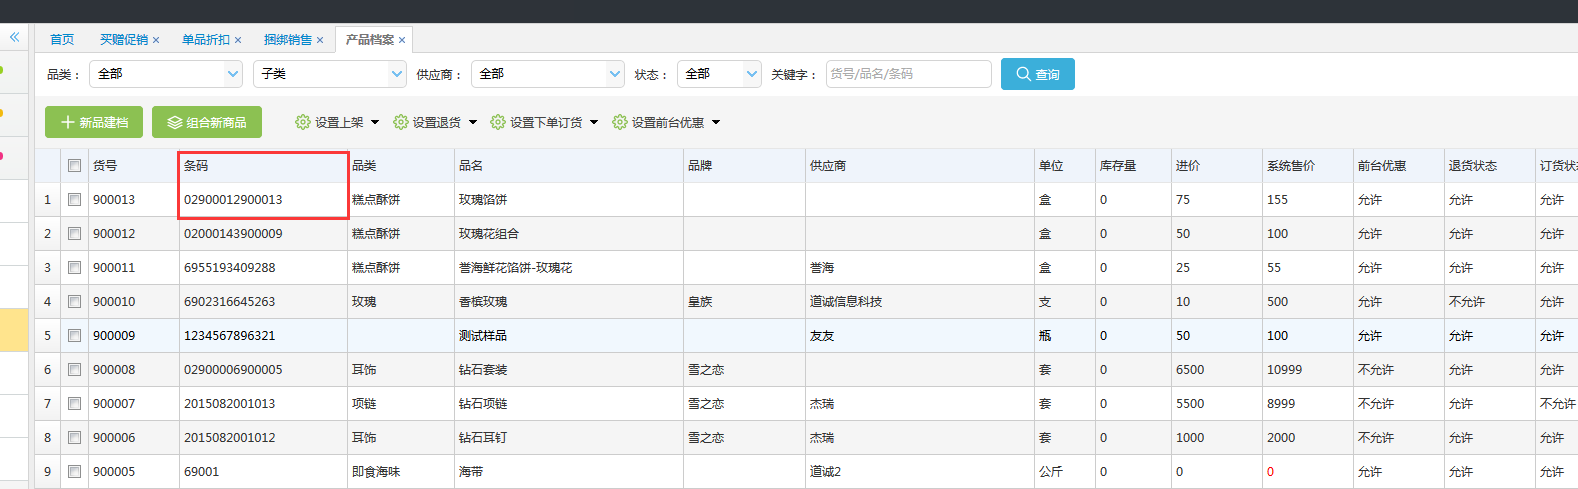 首页 买赠促销 × 单品折扣 × 捆绑销售 × 产品档案 ×
品类： 全部 子类 供应商： 全部 状态： 全部 关键字： 货号/品名/条码 查询
新品建档 组合新商品 设置上架 设置退货 设置下单订货 设置前台优惠
货号 条码 品类 品名 品牌 供应商 单位 库存量 进价 系统售价 前台优惠 退货状态 订货状
1 900013 02900012900013 糕点酥饼 玫瑰馅饼 盒 0 75 155 允许 允许 允许
2 900012 02000143900009 糕点酥饼 玫瑰花组合 盒 0 50 100 允许 允许 允许
3 900011 6955193409288 糕点酥饼 誉海鲜花馅饼-玫瑰花 誉海 盒 0 25 55 允许 允许 允许
4 900010 6902316645263 玫瑰 香槟玫瑰 皇族 道诚信息科技 支 0 10 500 允许 不允许 允许
5 900009 1234567896321 测试样品 友友 瓶 0 50 100 允许 允许 允许
6 900008 02900006900005 耳饰 钻石套装 雪之恋 套 0 6500 10999 不允许 允许 允许
7 900007 2015082001013 项链 钻石项链 雪之恋 杰瑞 套 0 5500 8999 不允许 允许 不允许
8 900006 2015082001012 耳饰 钻石耳钉 雪之恋 杰瑞 套 0 1000 2000 不允许 允许 允许
9 900005 69001 即食海味 海带 道诚2 公斤 0 0 0 允许 允许 允许